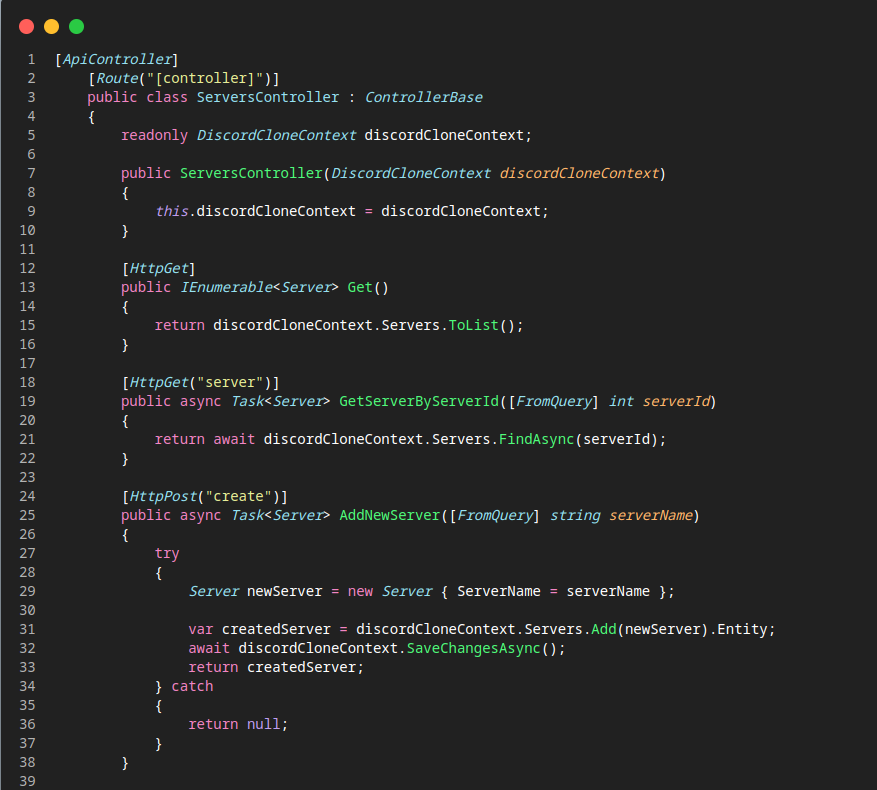 1 [ApiController]
2     [Route("[controller]")]
3     public class ServersController : ControllerBase
4     {
5         readonly DiscordCloneContext discordCloneContext;
6
7         public ServersController(DiscordCloneContext discordCloneContext)
8         {
9             this.discordCloneContext = discordCloneContext;
10         }
11
12         [HttpGet]
13         public IEnumerable<Server> Get()
14         {
15             return discordCloneContext.Servers.ToList();
16         }
17
18         [HttpGet("server")]
19         public async Task<Server> GetServerByServerId([FromQuery] int serverId)
20         {
21             return await discordCloneContext.Servers.FindAsync(serverId);
22         }
23
24         [HttpPost("create")]
25         public async Task<Server> AddNewServer([FromQuery] string serverName)
26         {
27             try
28             {
29                 Server newServer = new Server { ServerName = serverName };
30
31                 var createdServer = discordCloneContext.Servers.Add(newServer).Entity;
32                 await discordCloneContext.SaveChangesAsync();
33                 return createdServer;
34             } catch
35             {
36                 return null;
37             }
38         }
39